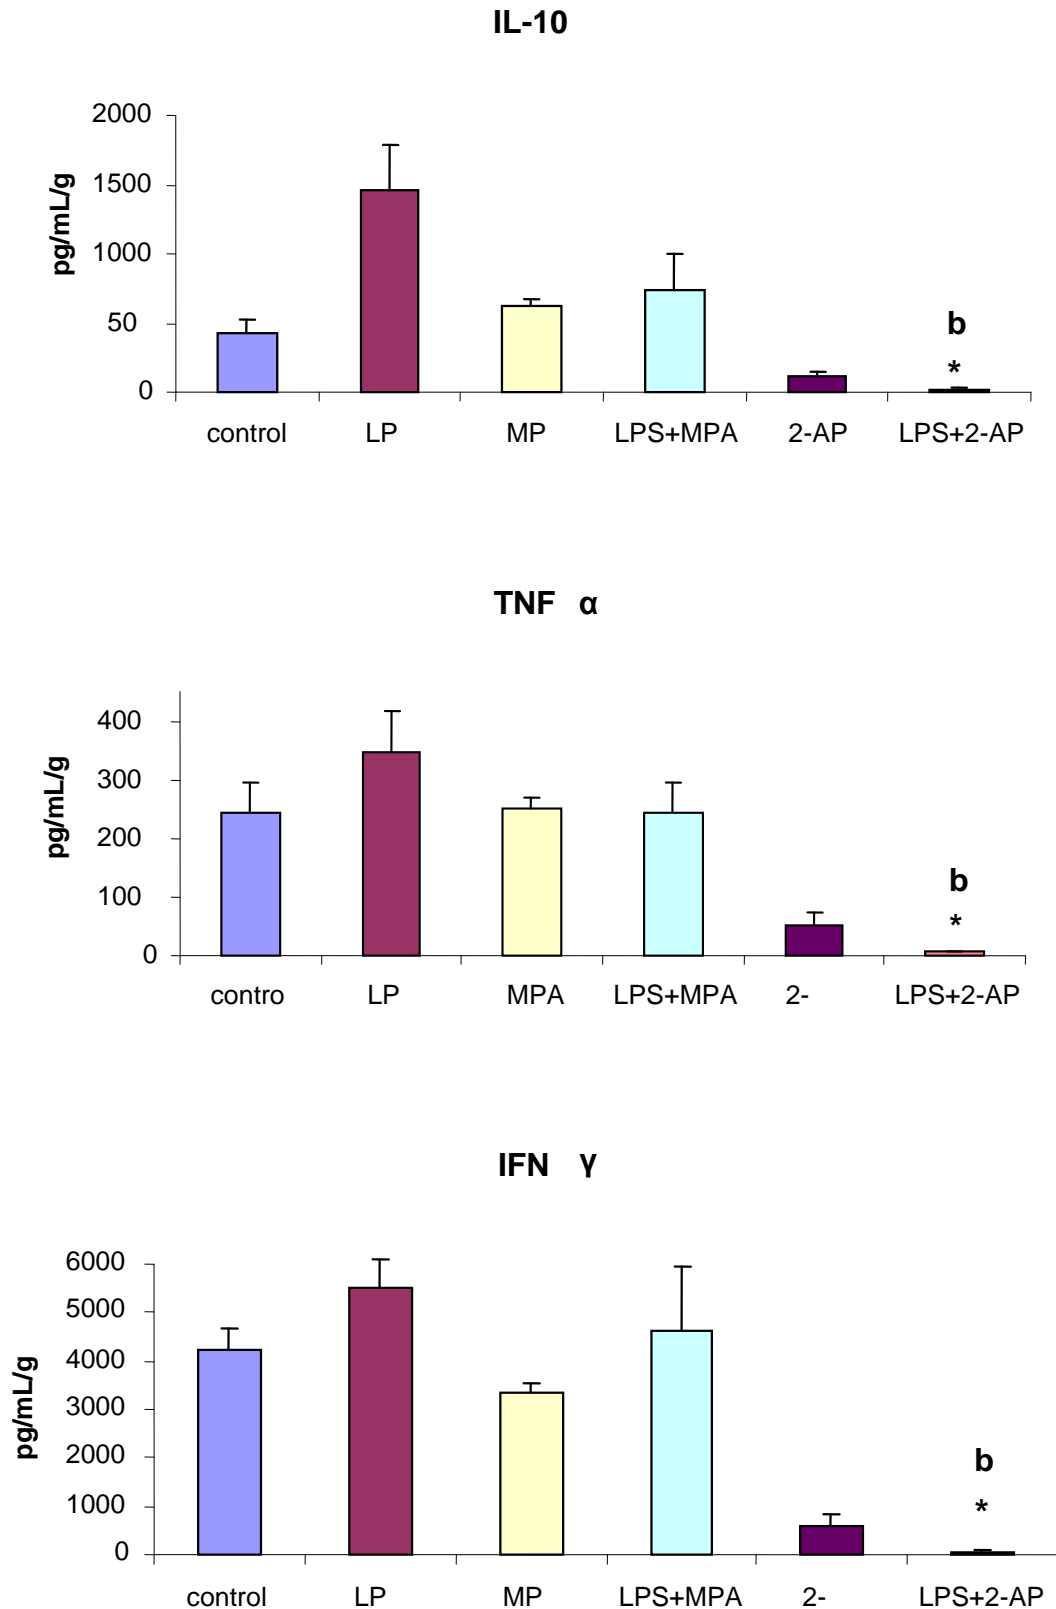 IL-10
2000
1500
1000
50
0
pg/mL/g
b
*
control LP MP LPS+MPA 2-AP LPS+2-AP
TNF α
400
300
200
100
0
pg/mL/g
b
*
contro LP MPA LPS+MPA 2- LPS+2-AP
IFN γ
6000
5000
4000
3000
2000
1000
0
pg/mL/g
b
*
control LP MP LPS+MPA 2- LPS+2-AP